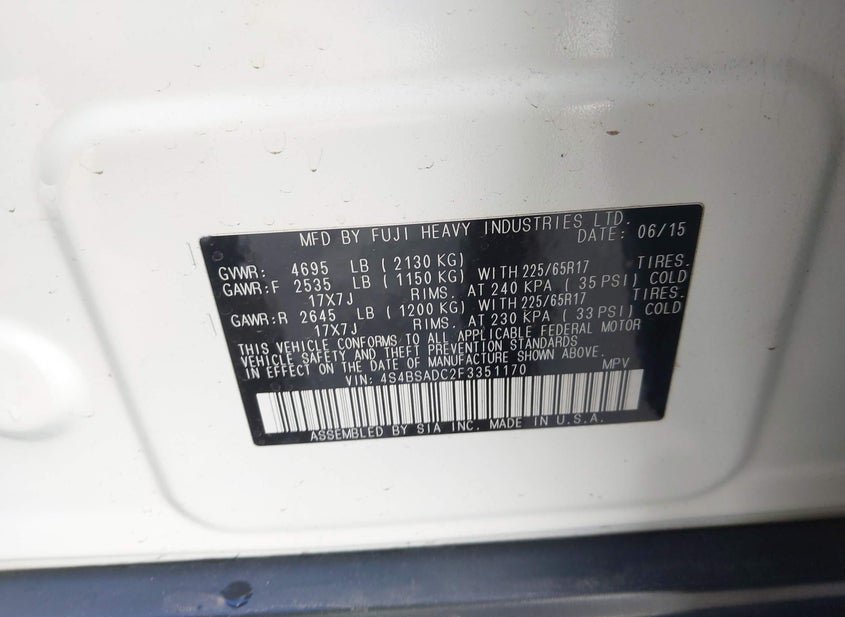 MFD BY FUJI HEAVY INDUSTRIES LTD.
DATE: 06/15
GVWR: 4695 LB ( 2130 KG)
GAWR:F 2535 LB ( 1150 KG) WITH 225/65R17 TIRES.
17X7J RIMS. AT 240 KPA ( 35 PSI) COLD
GAWR:R 2645 LB ( 1200 KG) WITH 225/65R17 TIRES.
17X7J RIMS. AT 230 KPA ( 33 PSI) COLD
THIS VEHICLE CONFORMS TO ALL APPLICABLE FEDERAL MOTOR
VEHICLE SAFETY AND THEFT PREVENTION STANDARDS
IN EFFECT ON THE DATE OF MANUFACTURE SHOWN ABOVE.
VIN: 4S4BSADC2F3351170 MPV
ASSEMBLED BY SIA INC. MADE IN U.S.A.